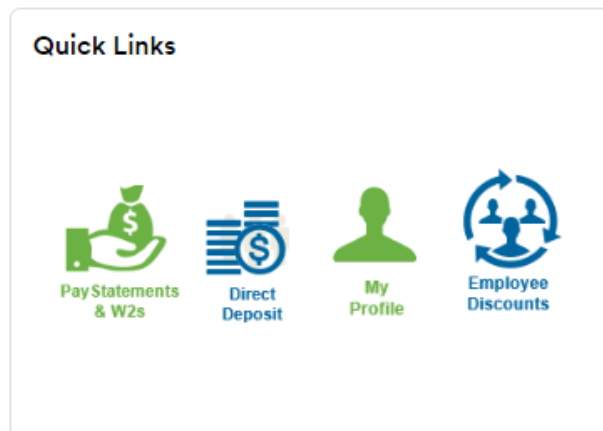 Quick Links
$
$
Pay Statements
& W2s
Direct
Deposit
My
Profile
Employee
Discounts